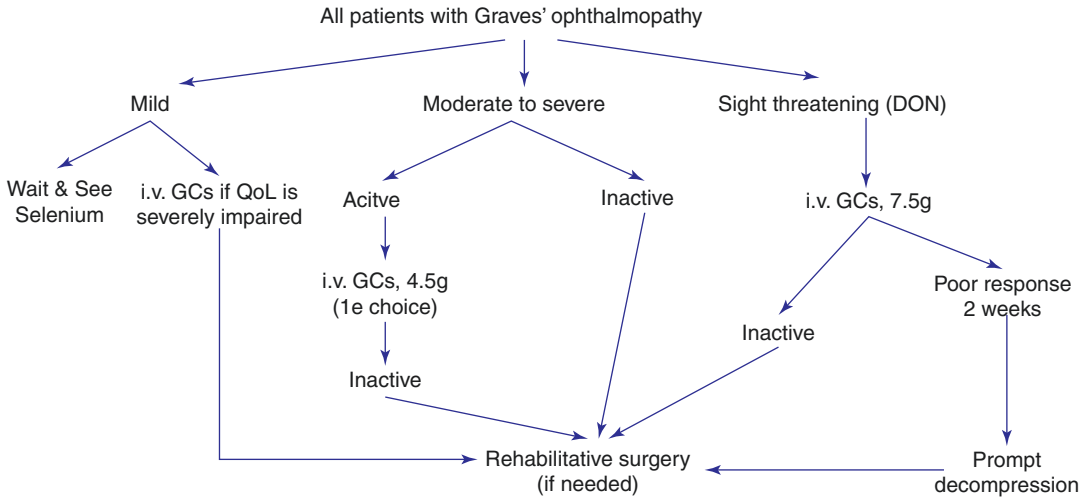 All patients with Graves’ ophthalmopathy
Mild
Moderate to severe
Sight threatening (DON)
Wait & See
Selenium
i.v. GCs if QoL is
severely impaired
Acitve
Inactive
i.v. GCs, 7.5g
i.v. GCs, 4.5g
(1e choice)
Poor response
2 weeks
Inactive
Inactive
Rehabilitative surgery
(if needed)
Prompt
decompression